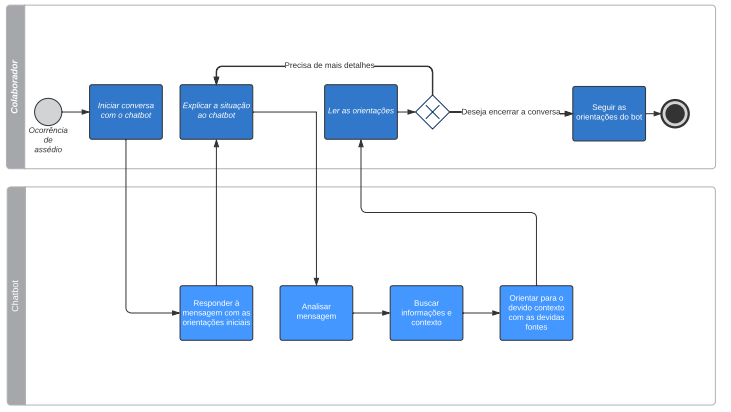 Colaborador
Precisa de mais detalhes
Iniciar conversa
com o chatbot
Explicar a situação
ao chatbot
Ler as orientações
Deseja encerrar a conversa
Seguir as
orientações do bot
Ocorrência
de
assédio
Chatbot
Responder à
mensagem com as
orientações iniciais
Analisar
mensagem
Buscar
informações e
contexto
Orientar para o
devido contexto
com as devidas
fontes